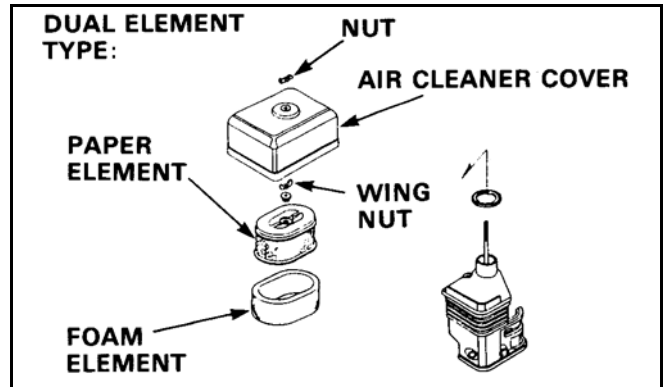 DUAL ELEMENT
TYPE:
NUT
AIR CLEANER COVER
PAPER
ELEMENT
WING
NUT
FOAM
ELEMENT